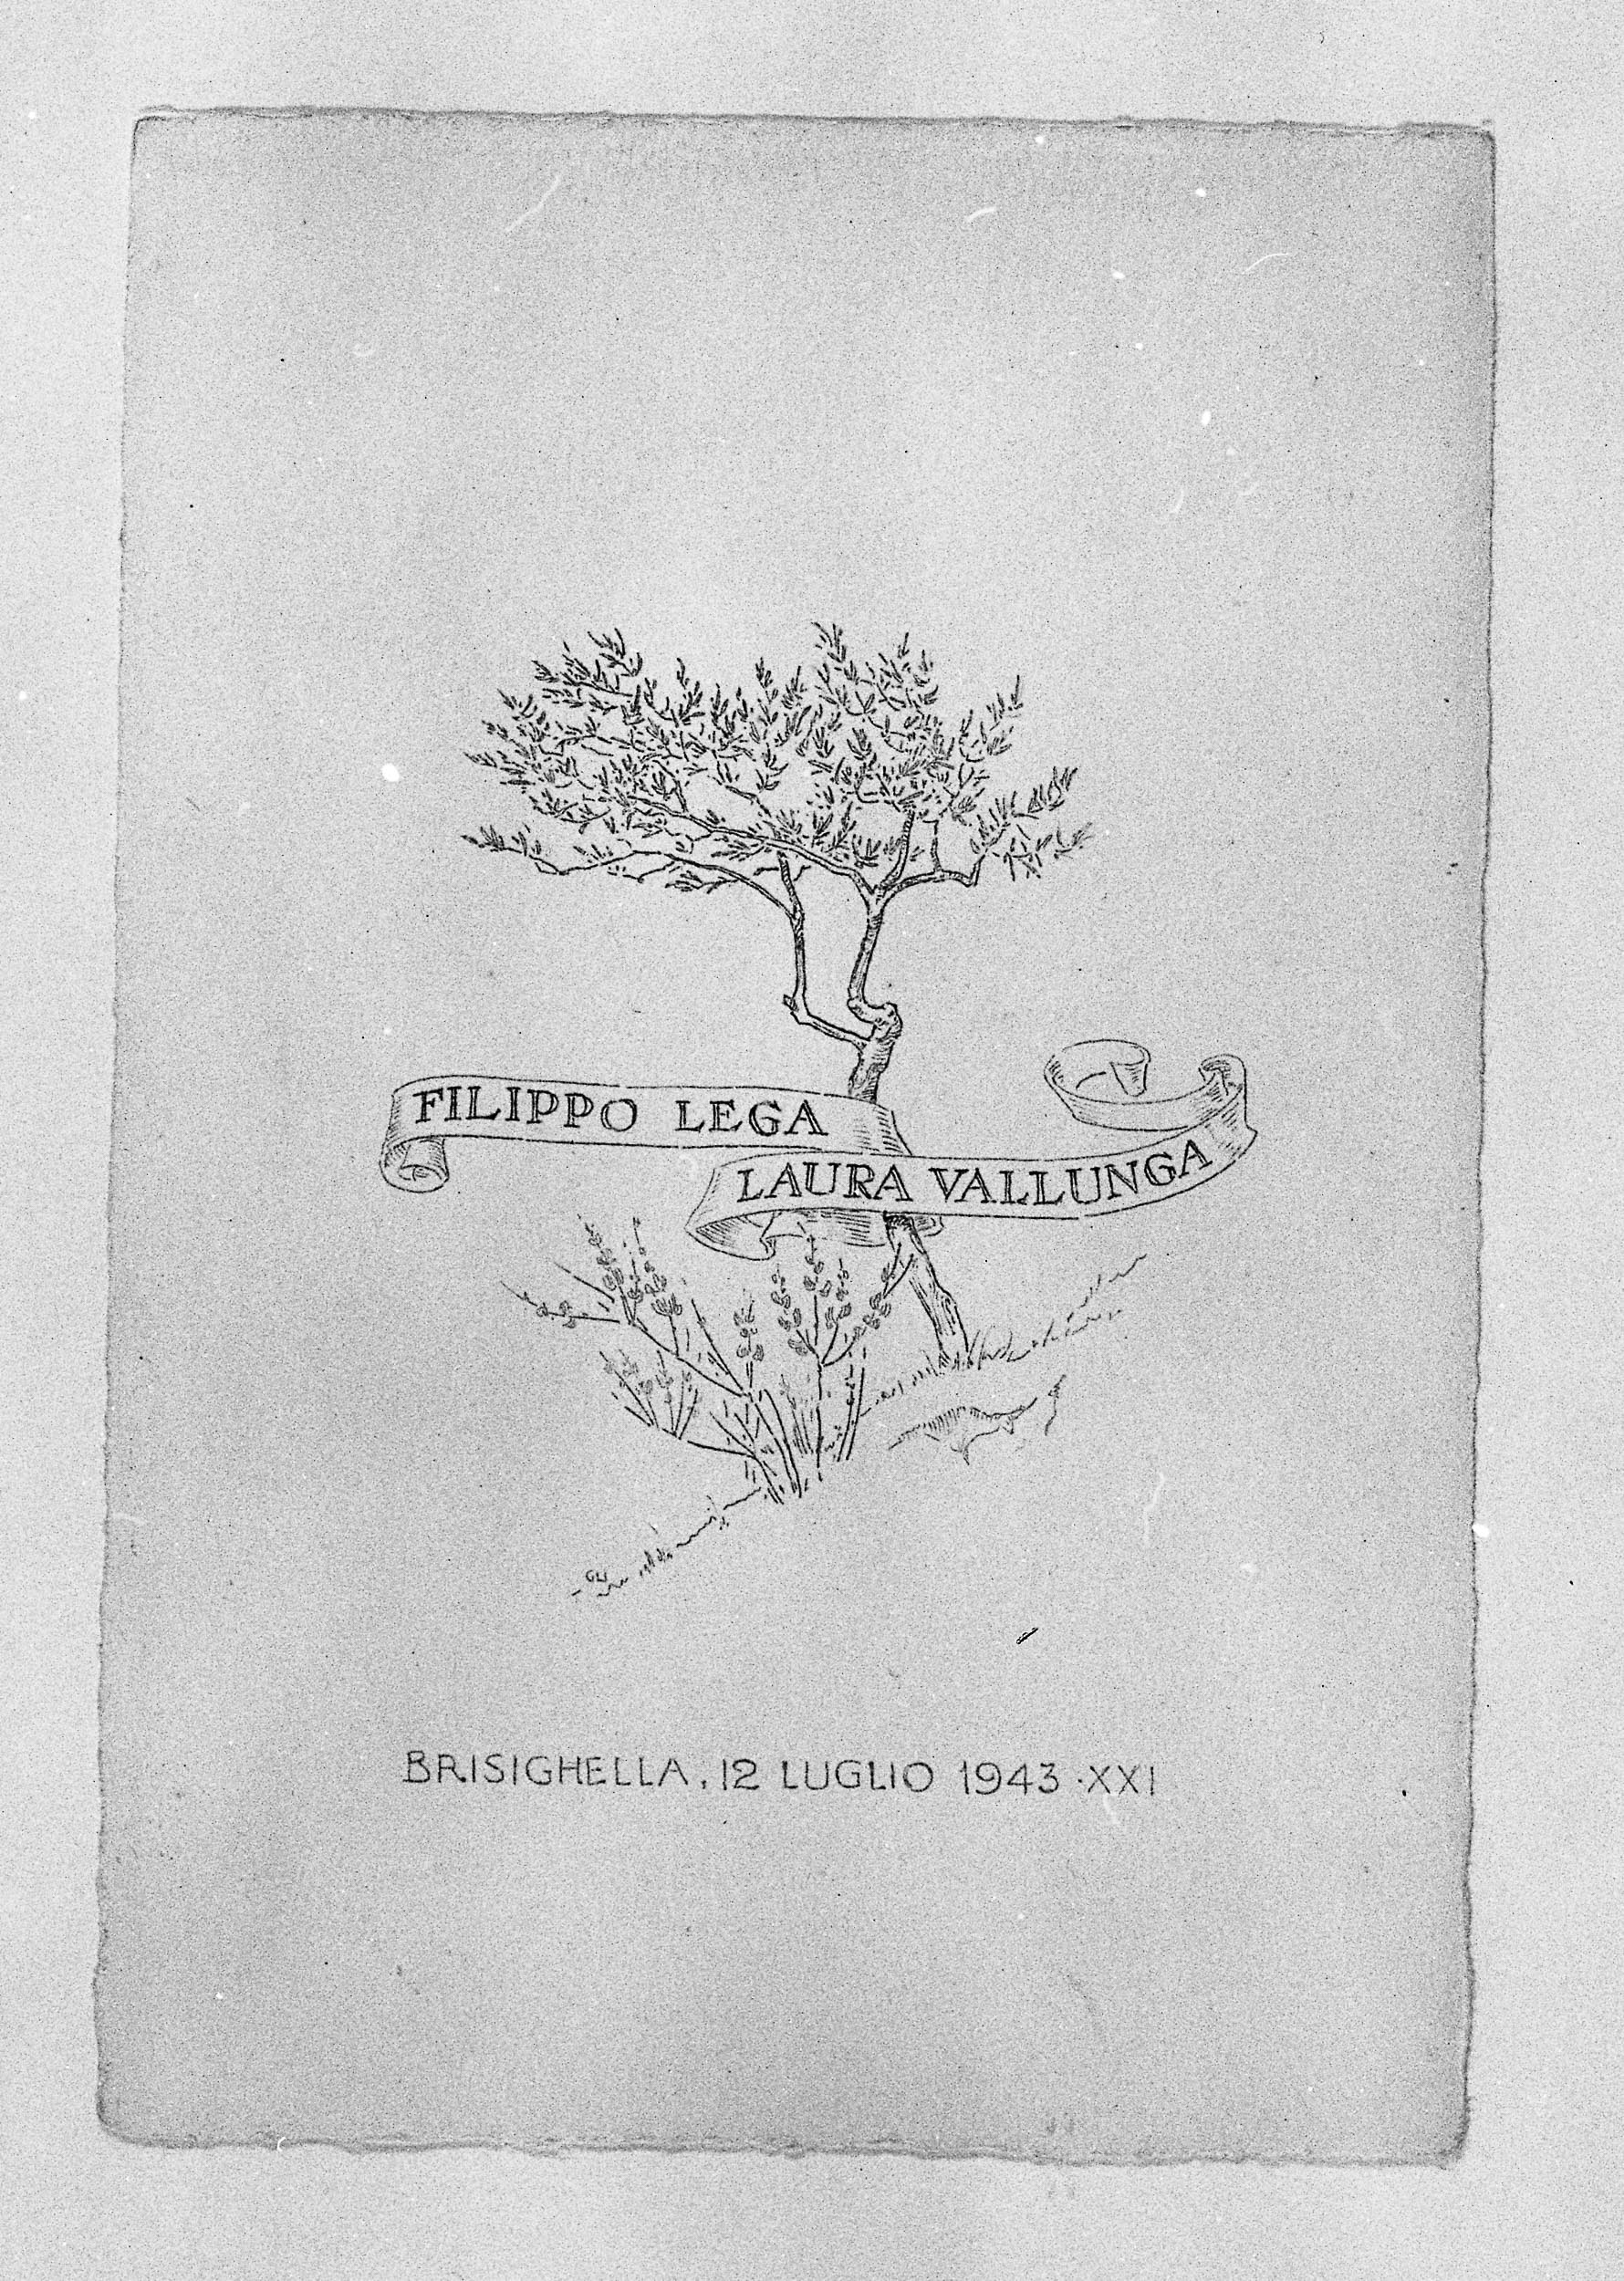 FILIPPO LEGA
LAURA VALLUNGA
BRISIGHELLA, 12 LUGLIO 1943 ·XXI